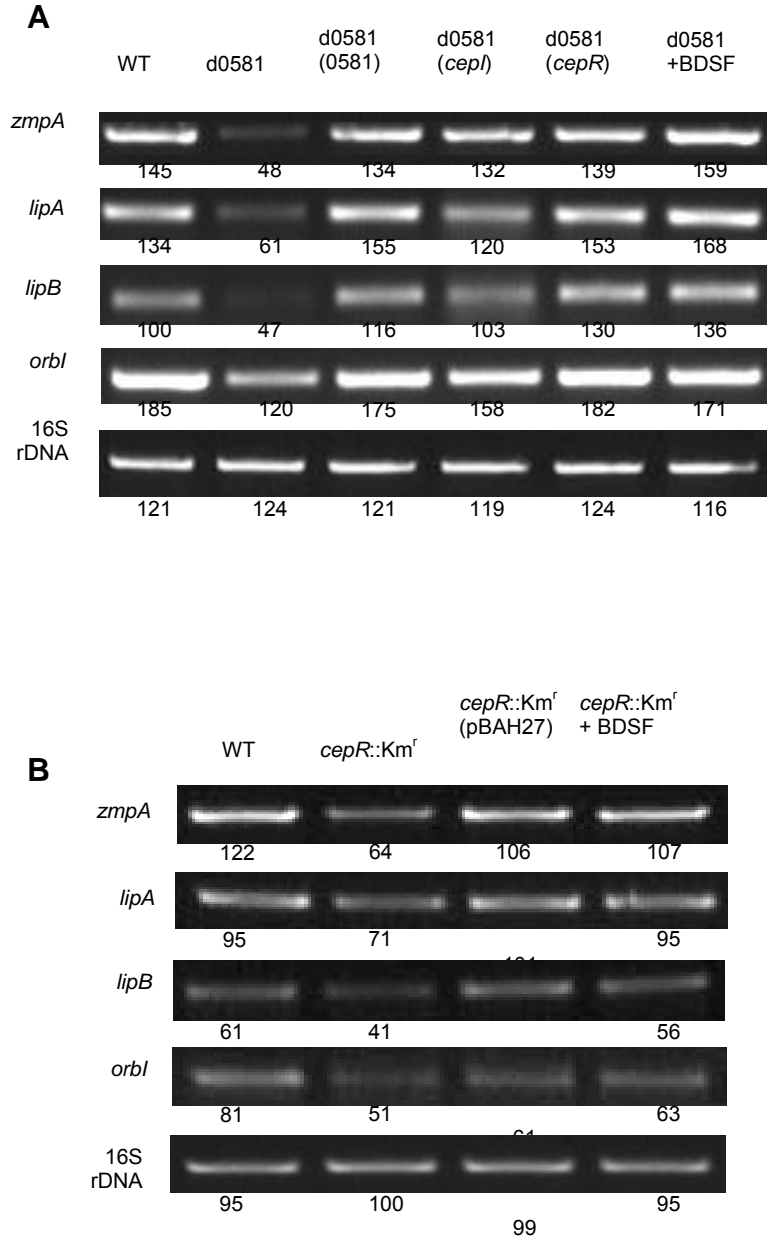 A
WT d0581 d0581 (0581) d0581 (cepI) d0581 (cepR) d0581 +BDSF
zmpA
145 48 134 132 139 159
lipA
134 61 155 120 153 168
lipB
100 47 116 103 130 136
orbI
185 120 175 158 182 171
16S rDNA
121 124 121 119 124 116
B
WT cepR::Kmʳ cepR::Kmʳ (pBAH27) cepR::Kmʳ + BDSF
zmpA
122 64 106 107
lipA
95 71 95
lipB
61 41 56
orbI
81 51 63
16S rDNA
95 100 99 95